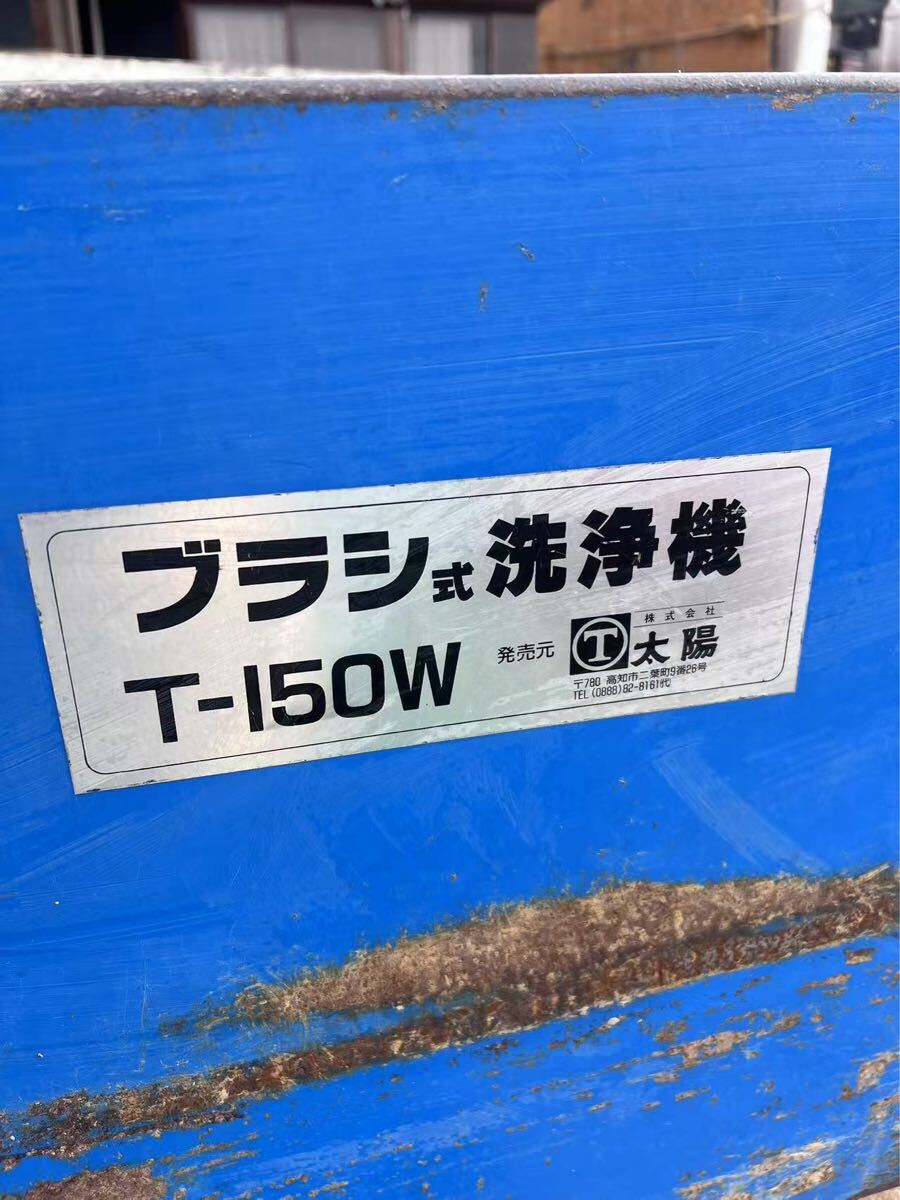 ブラシ式洗浄機
T-150W
発売元
T
株式会社
太陽
〒780 高知市二葉町9番26号
TEL (0888) 82-8161代